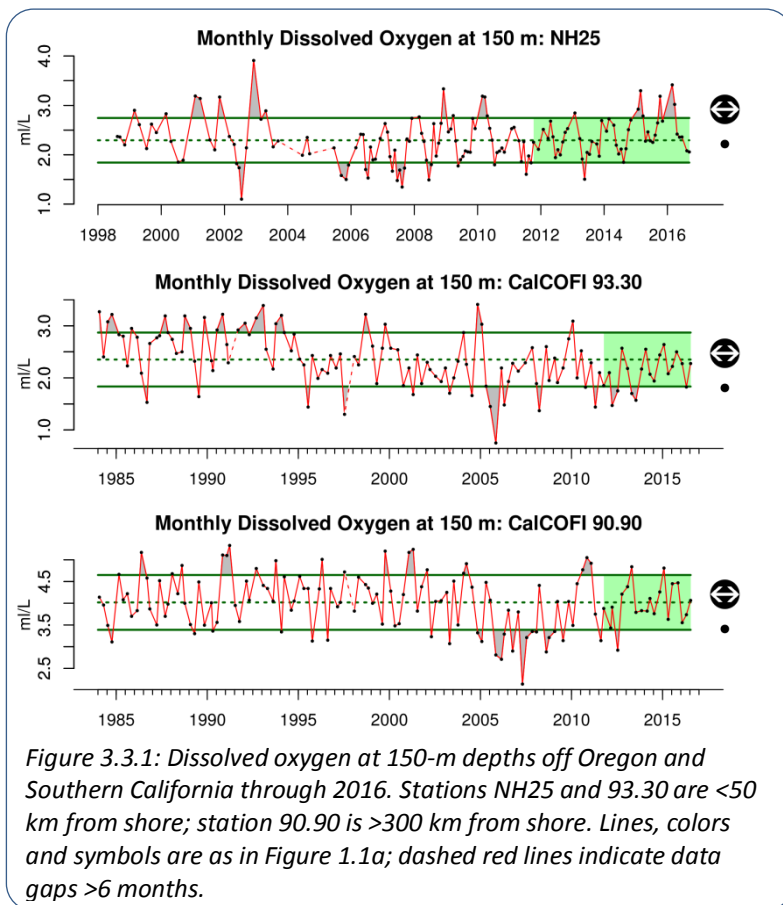 Monthly Dissolved Oxygen at 150 m: NH25
ml/L
4.0
3.0
2.0
1.0
1998 2000 2002 2004 2006 2008 2010 2012 2014 2016
Monthly Dissolved Oxygen at 150 m: CalCOFI 93.30
ml/L
3.0
2.0
1.0
1985 1990 1995 2000 2005 2010 2015
Monthly Dissolved Oxygen at 150 m: CalCOFI 90.90
ml/L
4.5
3.5
2.5
1985 1990 1995 2000 2005 2010 2015
Figure 3.3.1: Dissolved oxygen at 150-m depths off Oregon and
Southern California through 2016. Stations NH25 and 93.30 are <50
km from shore; station 90.90 is >300 km from shore. Lines, colors
and symbols are as in Figure 1.1a; dashed red lines indicate data
gaps >6 months.